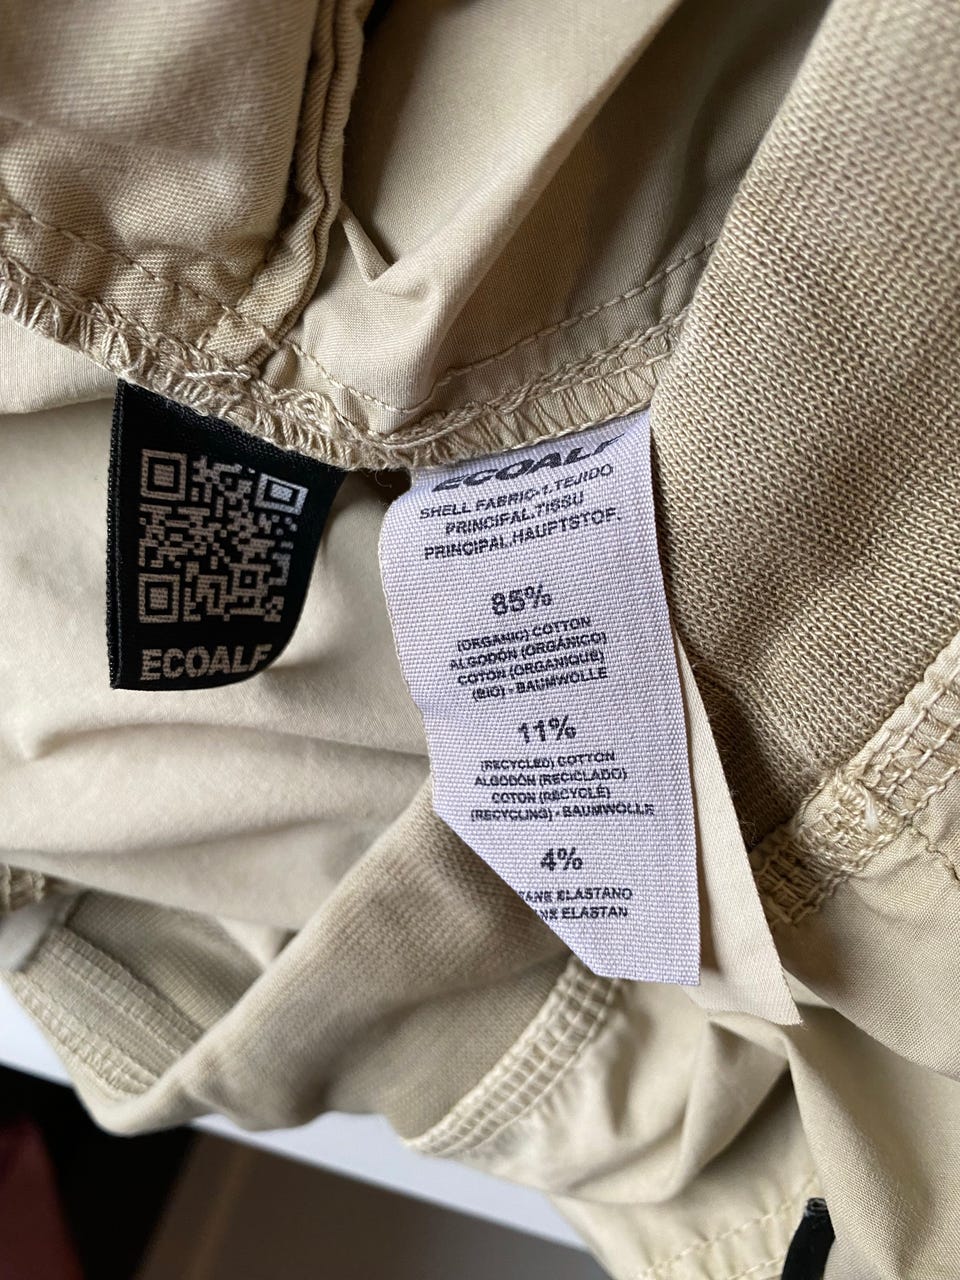 ECOALF
ECOALF
SHELL FABRIC-1.TEJIDO
PRINCIPAL.TISSU
PRINCIPAL.HAUPTSTOF.
85%
(ORGANIC) COTTON
ALGODÓN (ORGÁNICO)
COTON (ORGANIQUE)
(BIO) - BAUMWOLLE
11%
(RECYCLED) COTTON
ALGODÓN (RECICLADO)
COTON (RECYCLÉ)
(RECYCLING) - BAUMWOLLE
4%
ELASTANO
ELASTAN